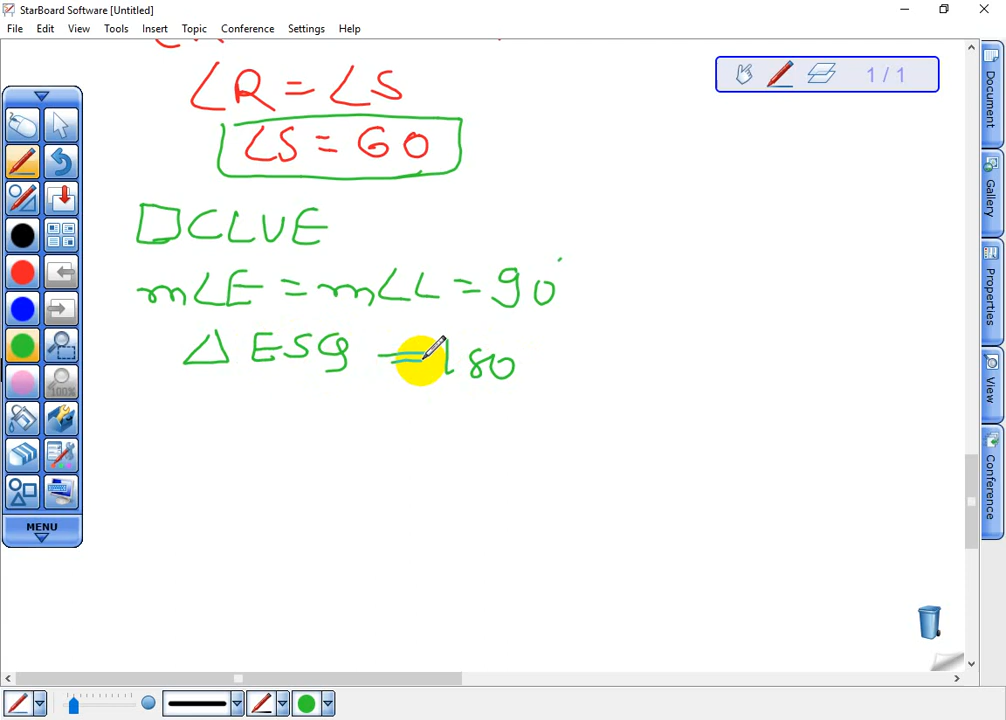 StarBoard Software [Untitled]
File Edit View Tools Insert Topic Conference Settings Help
1 / 1
∠R = ∠S
∠S = 60
□CLUE
m∠E = m∠L = 90°
△ ESG = 180
100%
MENU
Document
Gallery
Properties
View
Conference